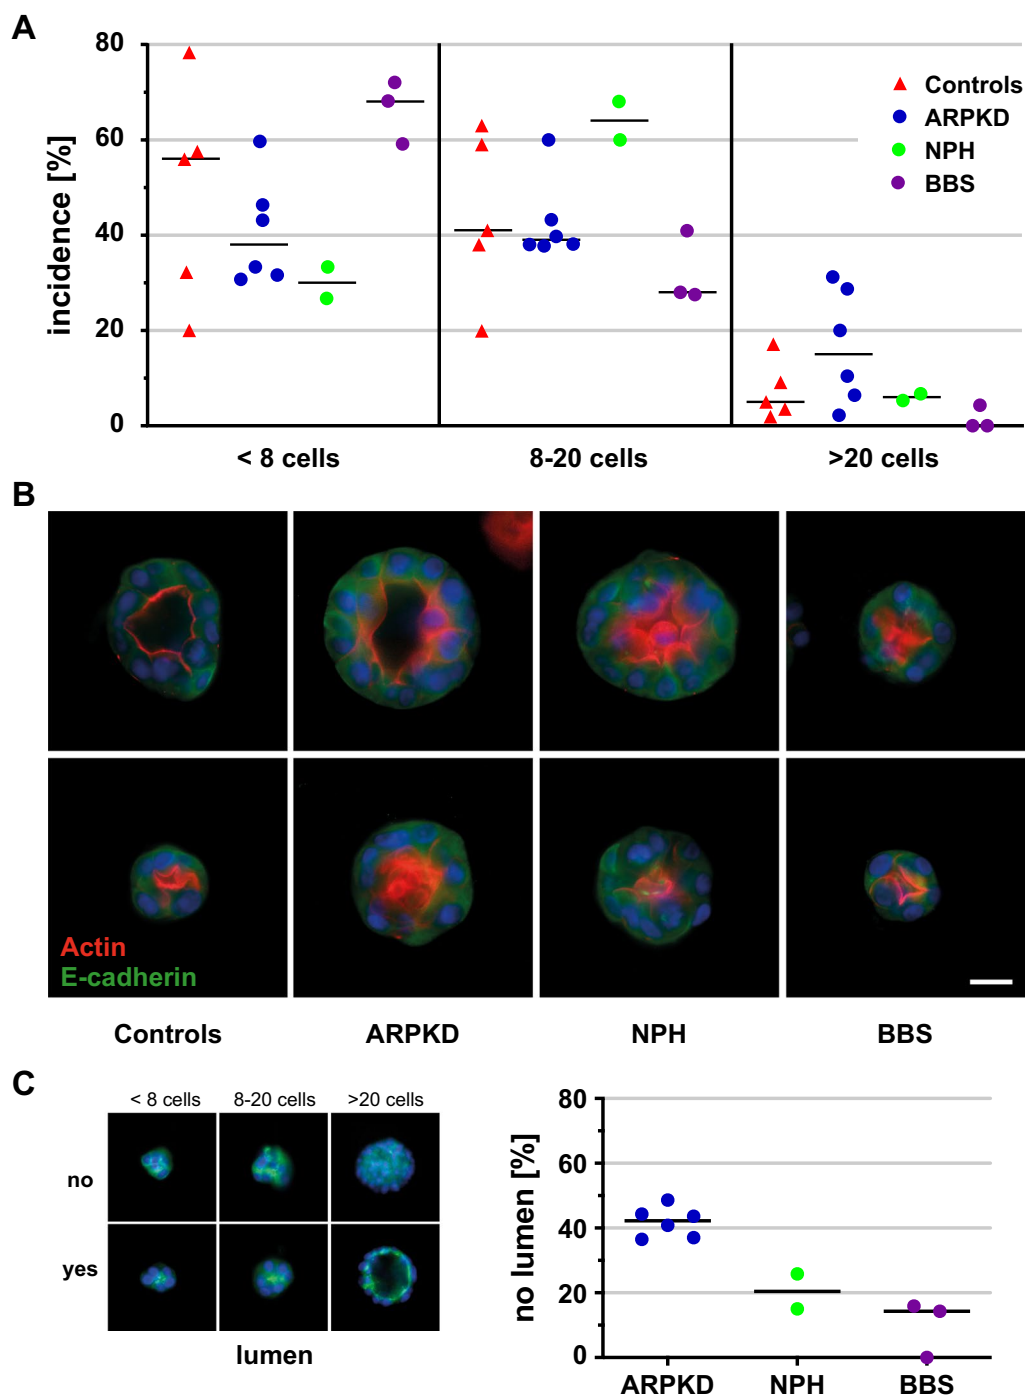 A
80
60
40
20
0
incidence [%]
Controls
ARPKD
NPH
BBS
< 8 cells 8-20 cells >20 cells
B
Actin
E-cadherin
Controls ARPKD NPH BBS
C
< 8 cells 8-20 cells >20 cells
no
yes
lumen
80
60
40
20
0
no lumen [%]
ARPKD NPH BBS